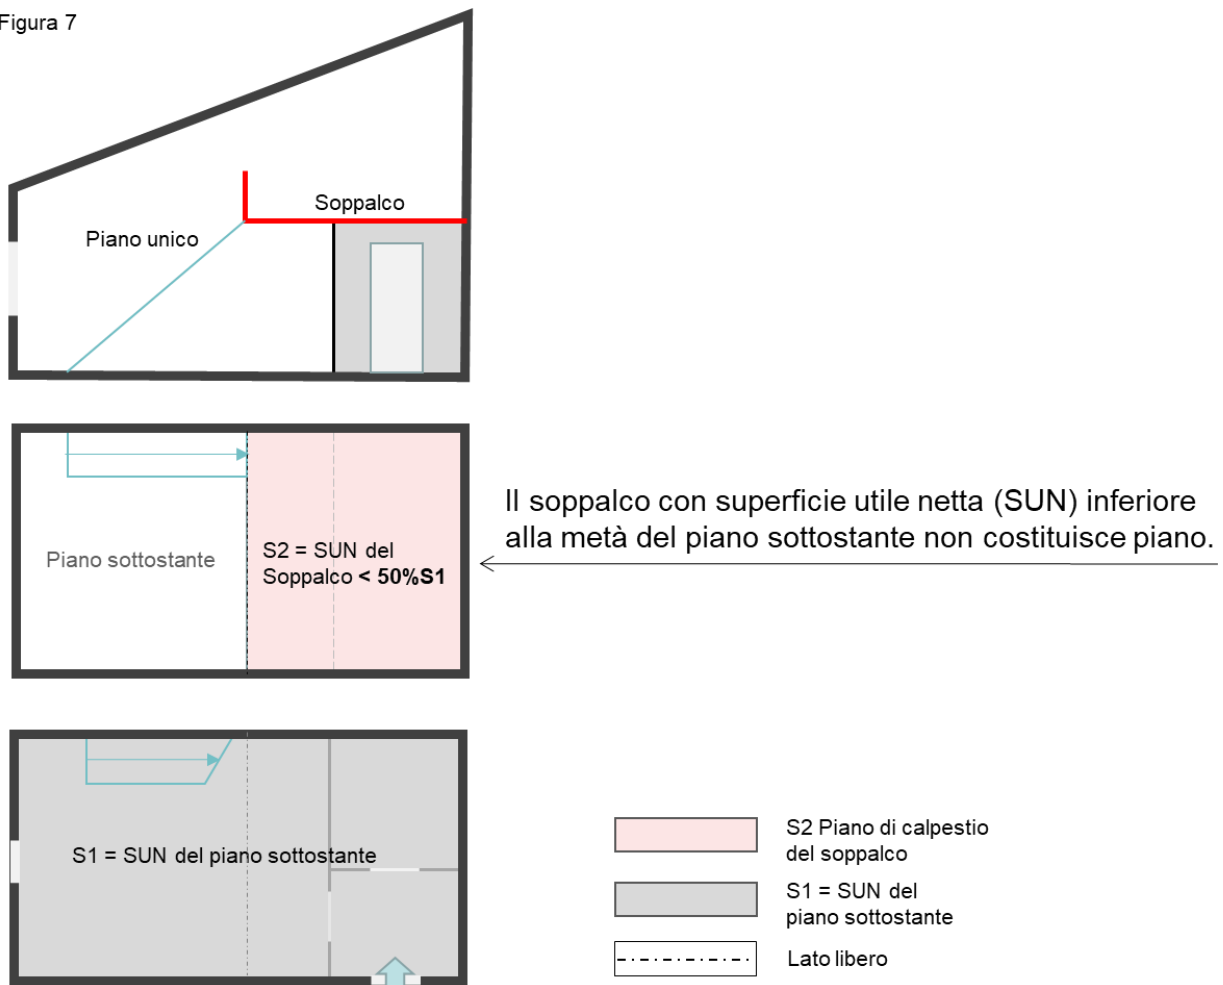 Figura 7
Soppalco
Piano unico
Il soppalco con superficie utile netta (SUN) inferiore
alla metà del piano sottostante non costituisce piano.
Piano sottostante
S2 = SUN del
Soppalco < 50%S1
S1 = SUN del piano sottostante
S2 Piano di calpestio
del soppalco
S1 = SUN del
piano sottostante
Lato libero